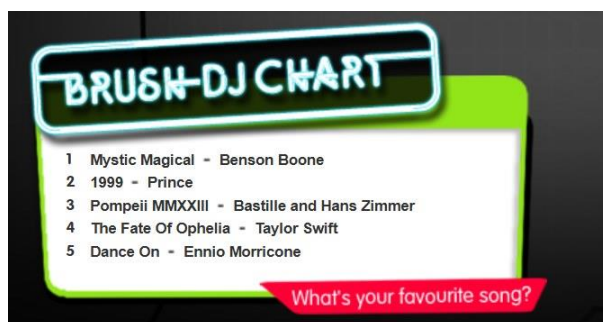 BRUSH DJ CHART
1 Mystic Magical - Benson Boone
2 1999 - Prince
3 Pompeii MMXXIII - Bastille and Hans Zimmer
4 The Fate Of Ophelia - Taylor Swift
5 Dance On - Ennio Morricone
What's your favourite song?